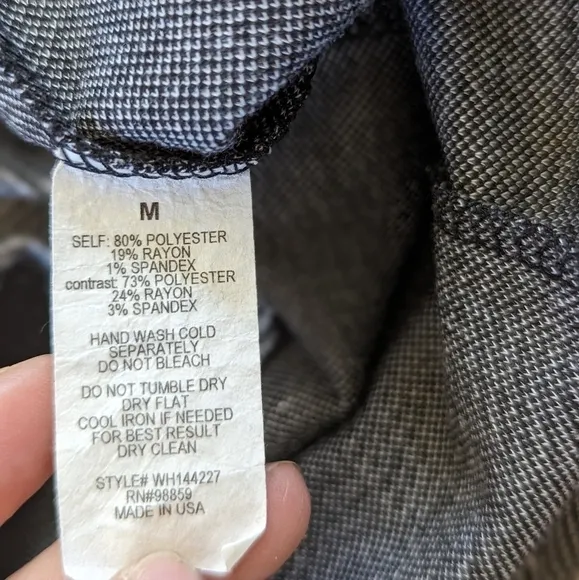 M
SELF: 80% POLYESTER
19% RAYON
1% SPANDEX
contrast: 73% POLYESTER
24% RAYON
3% SPANDEX
HAND WASH COLD
SEPARATELY
DO NOT BLEACH
DO NOT TUMBLE DRY
DRY FLAT
COOL IRON IF NEEDED
FOR BEST RESULT
DRY CLEAN
STYLE# WH144227
RN#98859
MADE IN USA